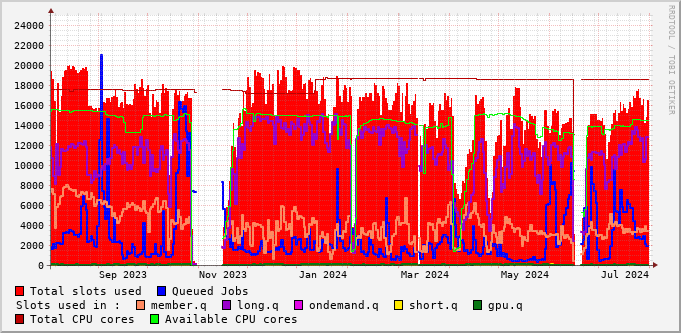 RRDTOOL / TOBI OETIKER
24000
22000
20000
18000
16000
14000
12000
10000
8000
6000
4000
2000
0
Sep 2023 Nov 2023 Jan 2024 Mar 2024 May 2024 Jul 2024
Total slots used Queued Jobs
Slots used in : member.q long.q ondemand.q short.q gpu.q
Total CPU cores Available CPU cores